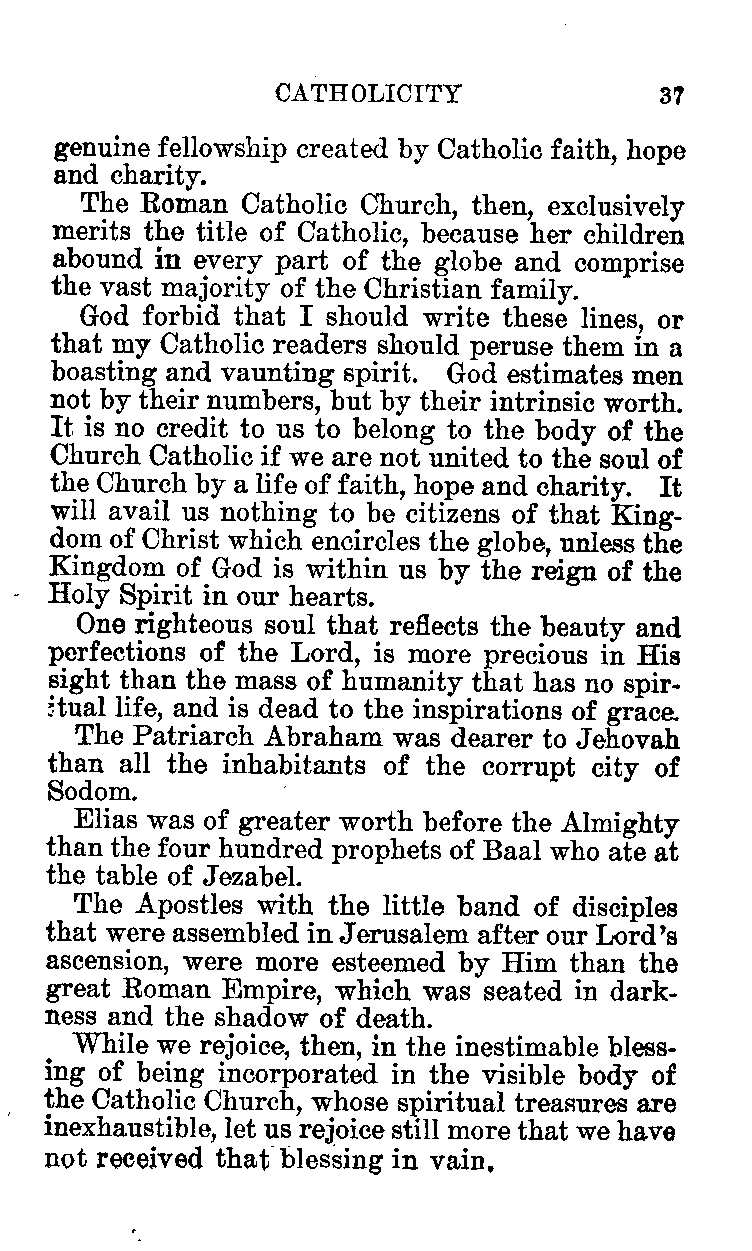 CATHOLICITY 37
genuine fellowship created by Catholic faith, hope
and charity.
The Roman Catholic Church, then, exclusively
merits the title of Catholic, because her children
abound in every part of the globe and comprise
the vast majority of the Christian family.
God forbid that I should write these lines, or
that my Catholic readers should peruse them in a
boasting and vaunting spirit. God estimates men
not by their numbers, but by their intrinsic worth.
It is no credit to us to belong to the body of the
Church Catholic if we are not united to the soul of
the Church by a life of faith, hope and charity. It
will avail us nothing to be citizens of that King-
dom of Christ which encircles the globe, unless the
Kingdom of God is within us by the reign of the
Holy Spirit in our hearts.
One righteous soul that reflects the beauty and
perfections of the Lord, is more precious in His
sight than the mass of humanity that has no spir-
itual life, and is dead to the inspirations of grace.
The Patriarch Abraham was dearer to Jehovah
than all the inhabitants of the corrupt city of
Sodom.
Elias was of greater worth before the Almighty
than the four hundred prophets of Baal who ate at
the table of Jezabel.
The Apostles with the little band of disciples
that were assembled in Jerusalem after our Lord's
ascension, were more esteemed by Him than the
great Roman Empire, which was seated in dark-
ness and the shadow of death.
While we rejoice, then, in the inestimable bless-
ing of being incorporated in the visible body of
the Catholic Church, whose spiritual treasures are
inexhaustible, let us rejoice still more that we have
not received that blessing in vain.